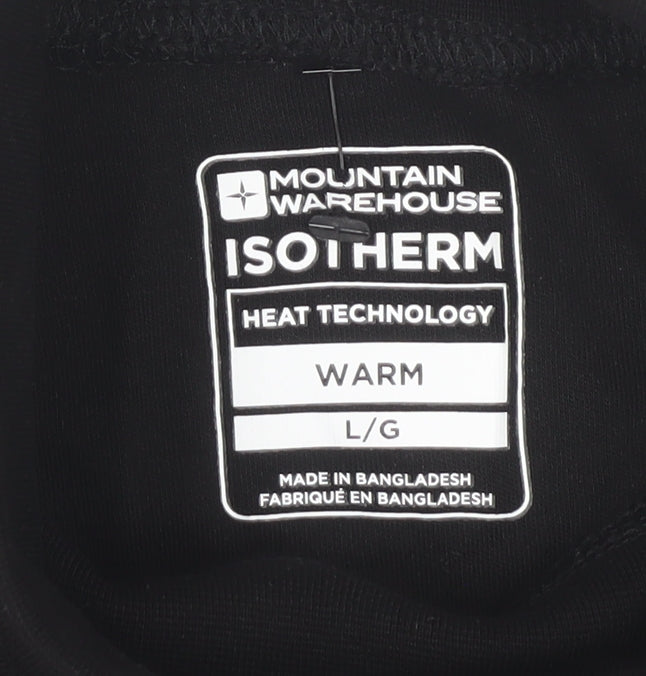 MOUNTAIN
WAREHOUSE
ISOTHERM
HEAT TECHNOLOGY
WARM
L/G
MADE IN BANGLADESH
FABRIQUÉ EN BANGLADESH